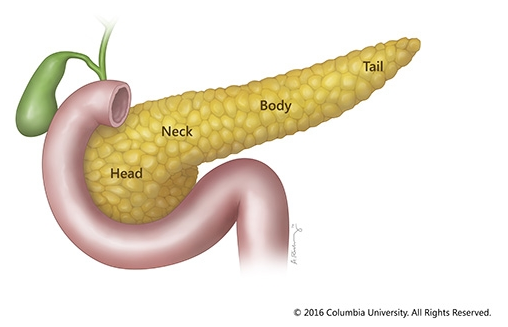 Tail
Body
Neck
Head
© 2016 Columbia University. All Rights Reserved.